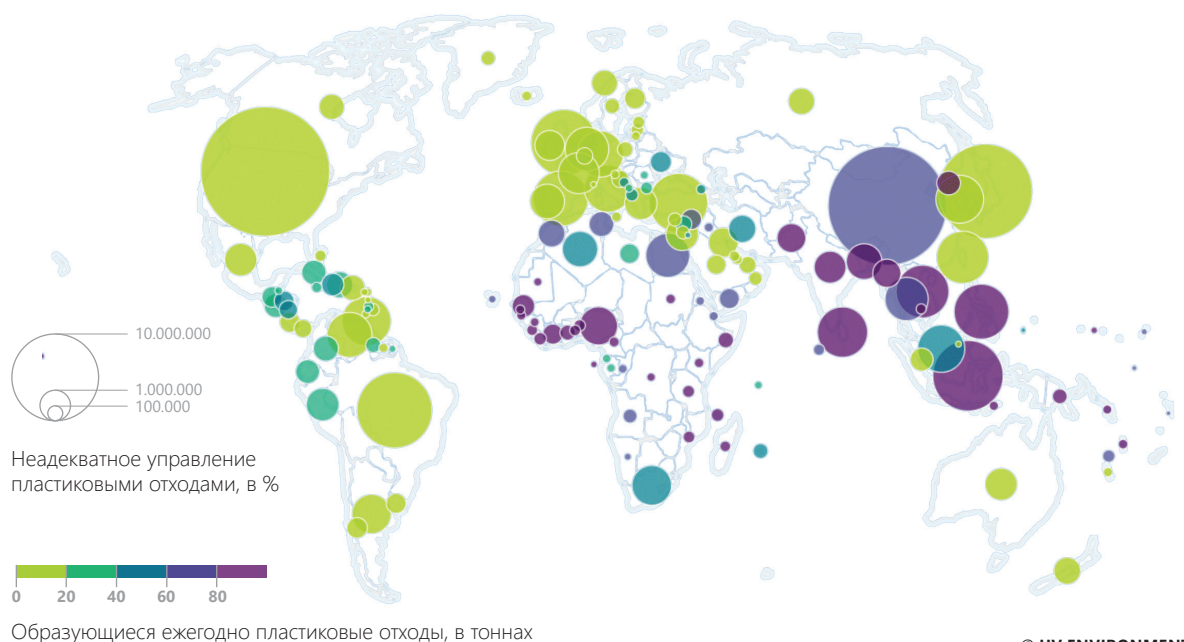 10.000.000
1.000.000
100.000
Неадекватное управление
пластиковыми отходами, в %
0 20 40 60 80
Образующиеся ежегодно пластиковые отходы, в тоннах